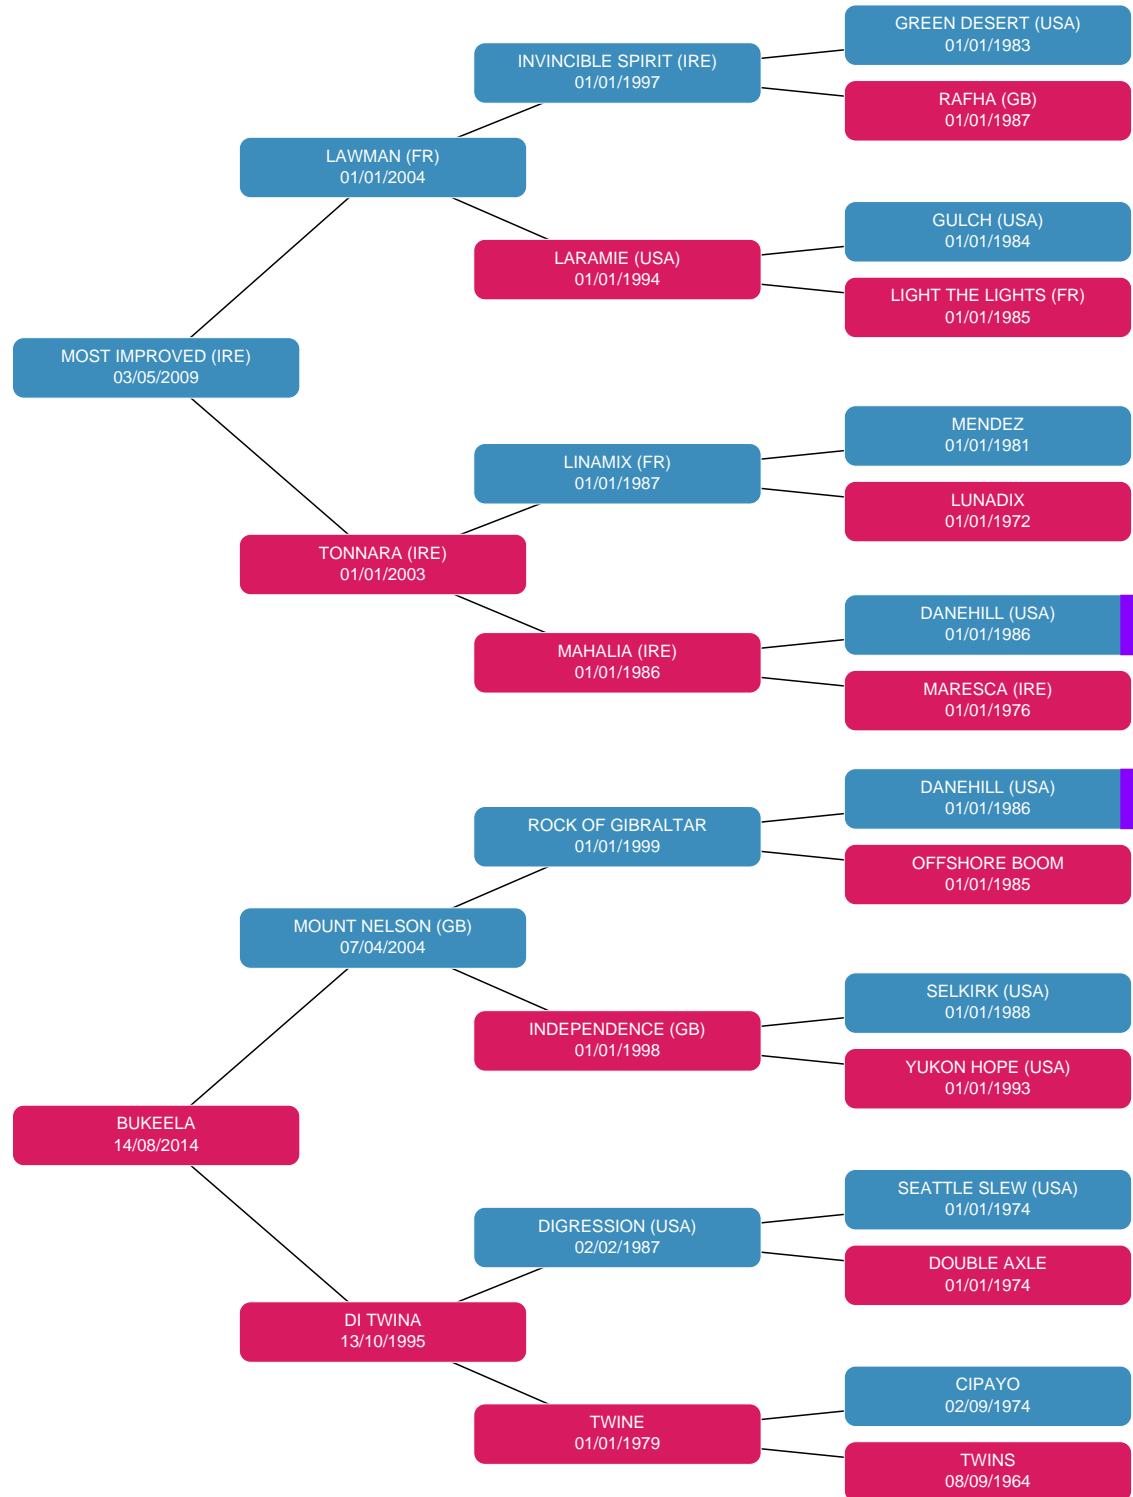 GREEN DESERT (USA)
01/01/1983
INVINCIBLE SPIRIT (IRE)
01/01/1997
RAFHA (GB)
01/01/1987
LAWMAN (FR)
01/01/2004
GULCH (USA)
01/01/1984
LARAMIE (USA)
01/01/1994
LIGHT THE LIGHTS (FR)
01/01/1985
MOST IMPROVED (IRE)
03/05/2009
MENDEZ
01/01/1981
LINAMIX (FR)
01/01/1987
LUNADIX
01/01/1972
TONNARA (IRE)
01/01/2003
DANEHILL (USA)
01/01/1986
MAHALIA (IRE)
01/01/1986
MARESCA (IRE)
01/01/1976
DANEHILL (USA)
01/01/1986
ROCK OF GIBRALTAR
01/01/1999
OFFSHORE BOOM
01/01/1985
MOUNT NELSON (GB)
07/04/2004
SELKIRK (USA)
01/01/1988
INDEPENDENCE (GB)
01/01/1998
YUKON HOPE (USA)
01/01/1993
BUKEELA
14/08/2014
SEATTLE SLEW (USA)
01/01/1974
DIGRESSION (USA)
02/02/1987
DOUBLE AXLE
01/01/1974
DI TWINA
13/10/1995
CIPAYO
02/09/1974
TWINE
01/01/1979
TWINS
08/09/1964